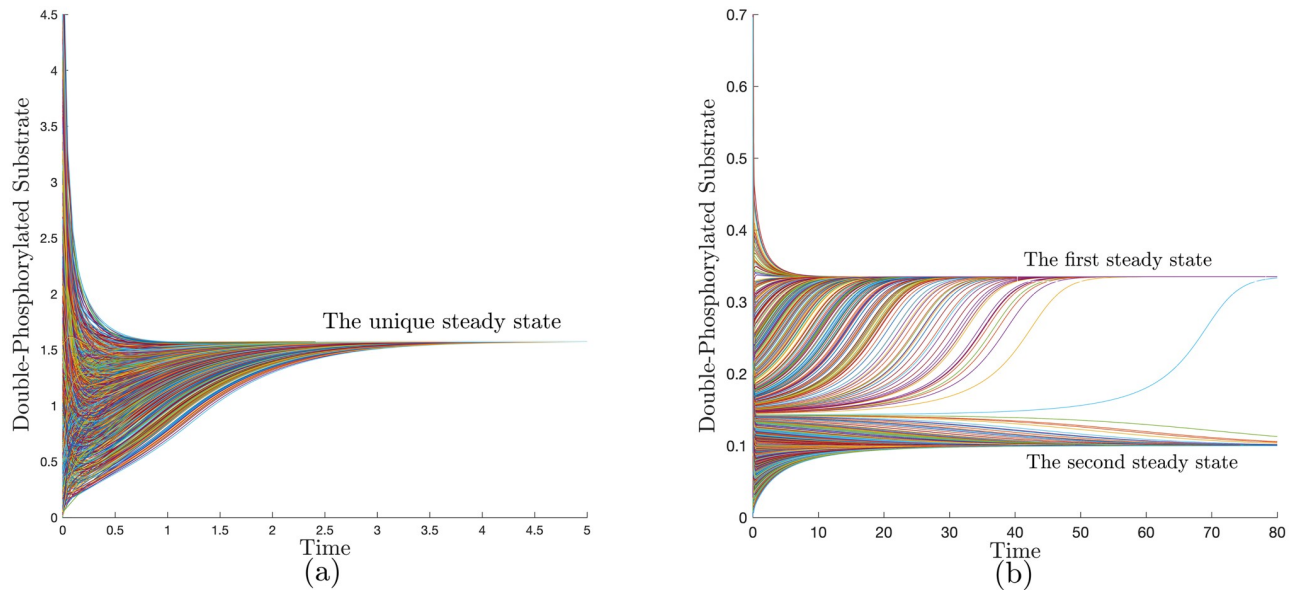 4.5
4
3.5
3
2.5
2
1.5
1
0.5
0
Double-Phosphorylated Substrate
The unique steady state
0 0.5 1 1.5 2 2.5 3 3.5 4 4.5 5
Time
(a)
0.7
0.6
0.5
0.4
0.3
0.2
0.1
0
Double-Phosphorylated Substrate
The first steady state
The second steady state
0 10 20 30 40 50 60 70 80
Time
(b)